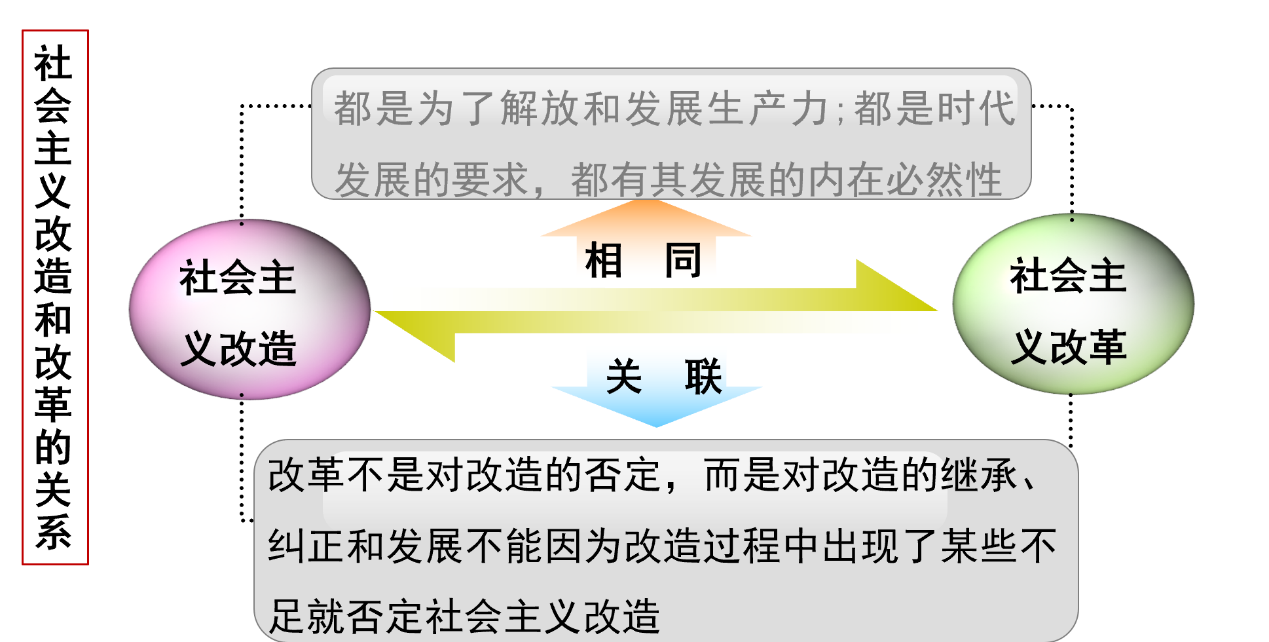 社会主义改造和改革的关系
都是为了解放和发展生产力;都是时代
发展的要求，都有其发展的内在必然性
相 同
社会主
义改造
社会主
义改革
关 联
改革不是对改造的否定，而是对改造的继承、
纠正和发展不能因为改造过程中出现了某些不
足就否定社会主义改造